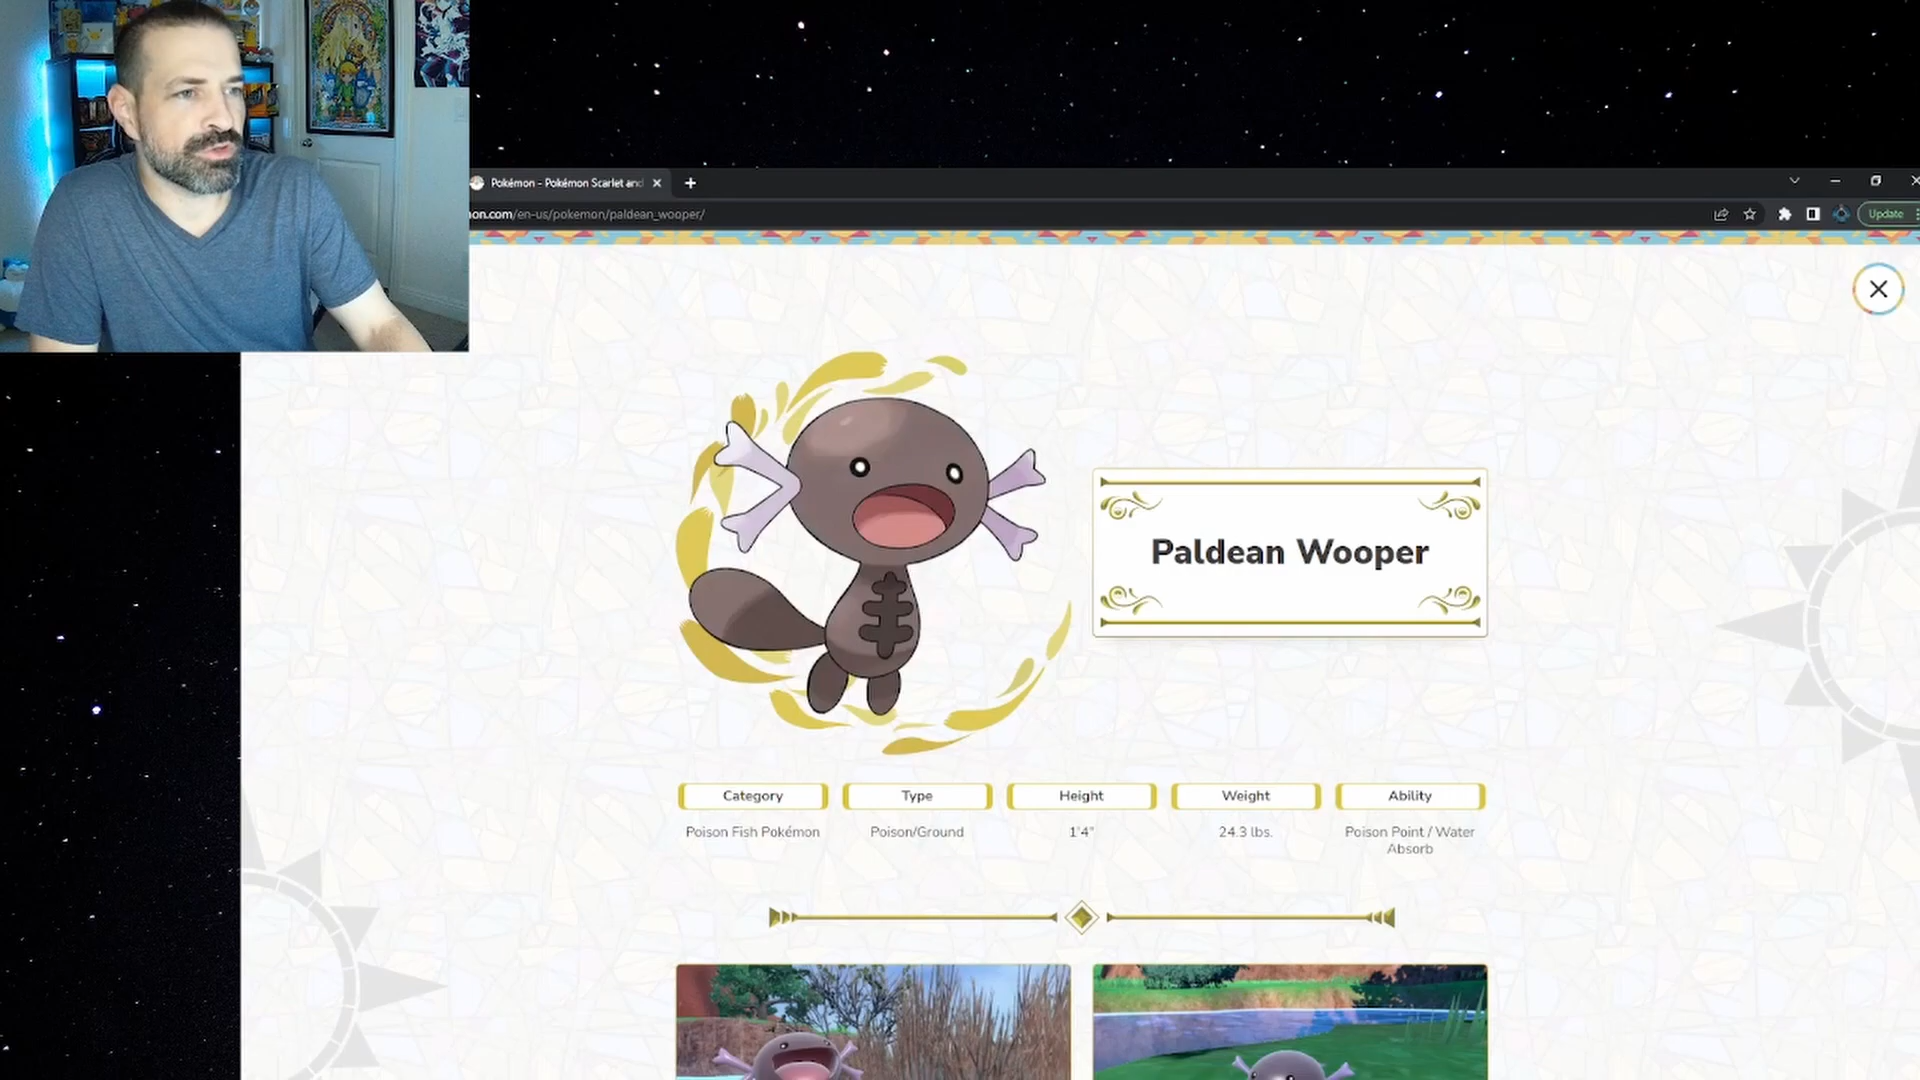 Pokémon - Pokémon Scarlet and
non.com/en-us/pokemon/paldean_wooper/
Update
Paldean Wooper
Category
Type
Height
Weight
Ability
Poison Fish Pokémon
Poison/Ground
1'4"
24.3 lbs.
Poison Point / Water
Absorb